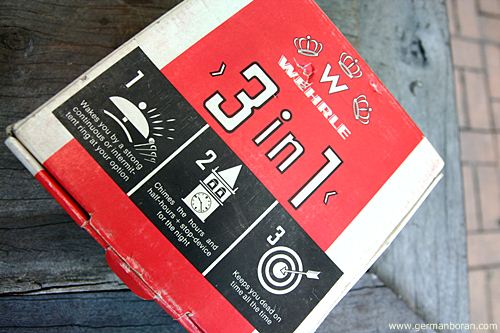 W
WEHRLE
3 in 1
1
Wakes you by a strong
continuous or intermit-
tent ring at your option
2
Chimes the hours and
half-hours + stop-device
for the night
3
Keeps you dead on
time all the time
www.germanboran.com